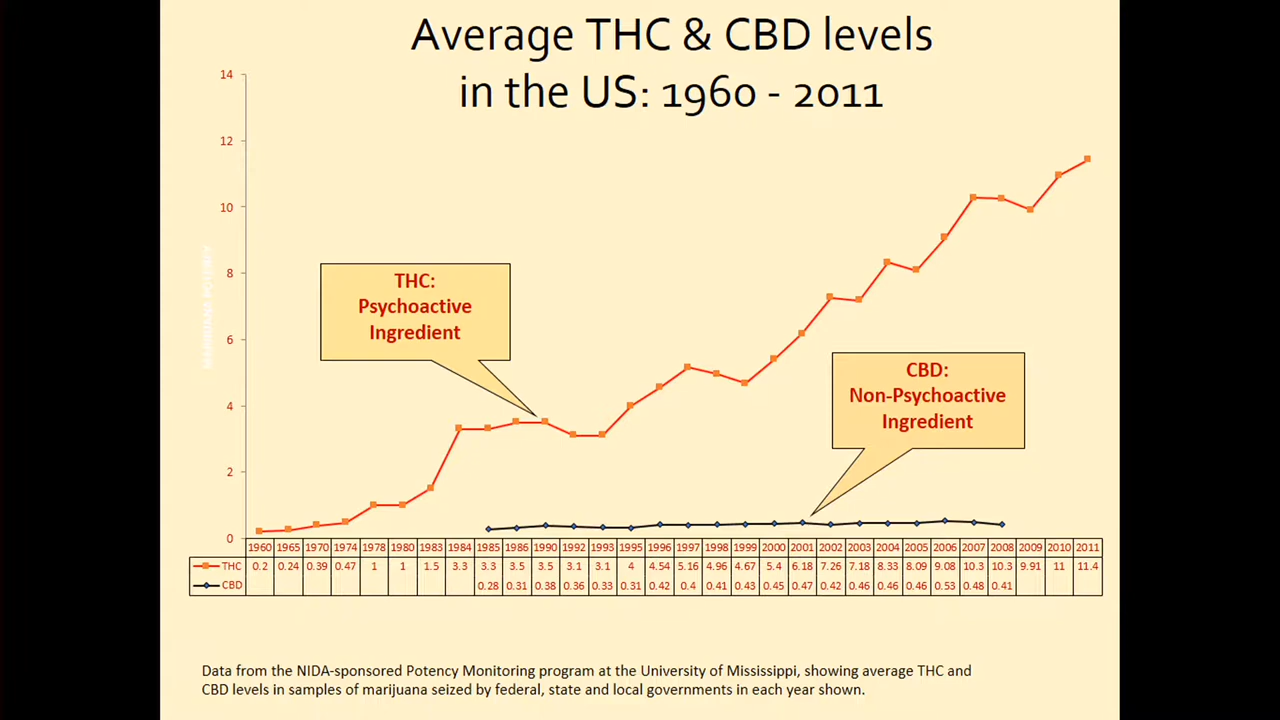 Average THC & CBD levels
in the US: 1960 - 2011
14
12
10
8
6
4
2
0
THC:
Psychoactive
Ingredient
CBD:
Non-Psychoactive
Ingredient
1960 1965 1970 1974 1978 1980 1983 1984 1985 1986 1990 1992 1993 1995 1996 1997 1998 1999 2000 2001 2002 2003 2004 2005 2006 2007 2008 2009 2010 2011
THC 0.2 0.24 0.39 0.47 1 1 1.5 3.3 3.3 3.5 3.5 3.1 3.1 4 4.54 5.16 4.96 4.67 5.4 6.18 7.26 7.18 8.33 8.09 9.08 10.3 10.3 9.91 11 11.4
CBD 0.28 0.31 0.38 0.36 0.33 0.31 0.42 0.4 0.41 0.43 0.45 0.47 0.42 0.46 0.46 0.46 0.53 0.48 0.41
Data from the NIDA-sponsored Potency Monitoring program at the University of Mississippi, showing average THC and
CBD levels in samples of marijuana seized by federal, state and local governments in each year shown.